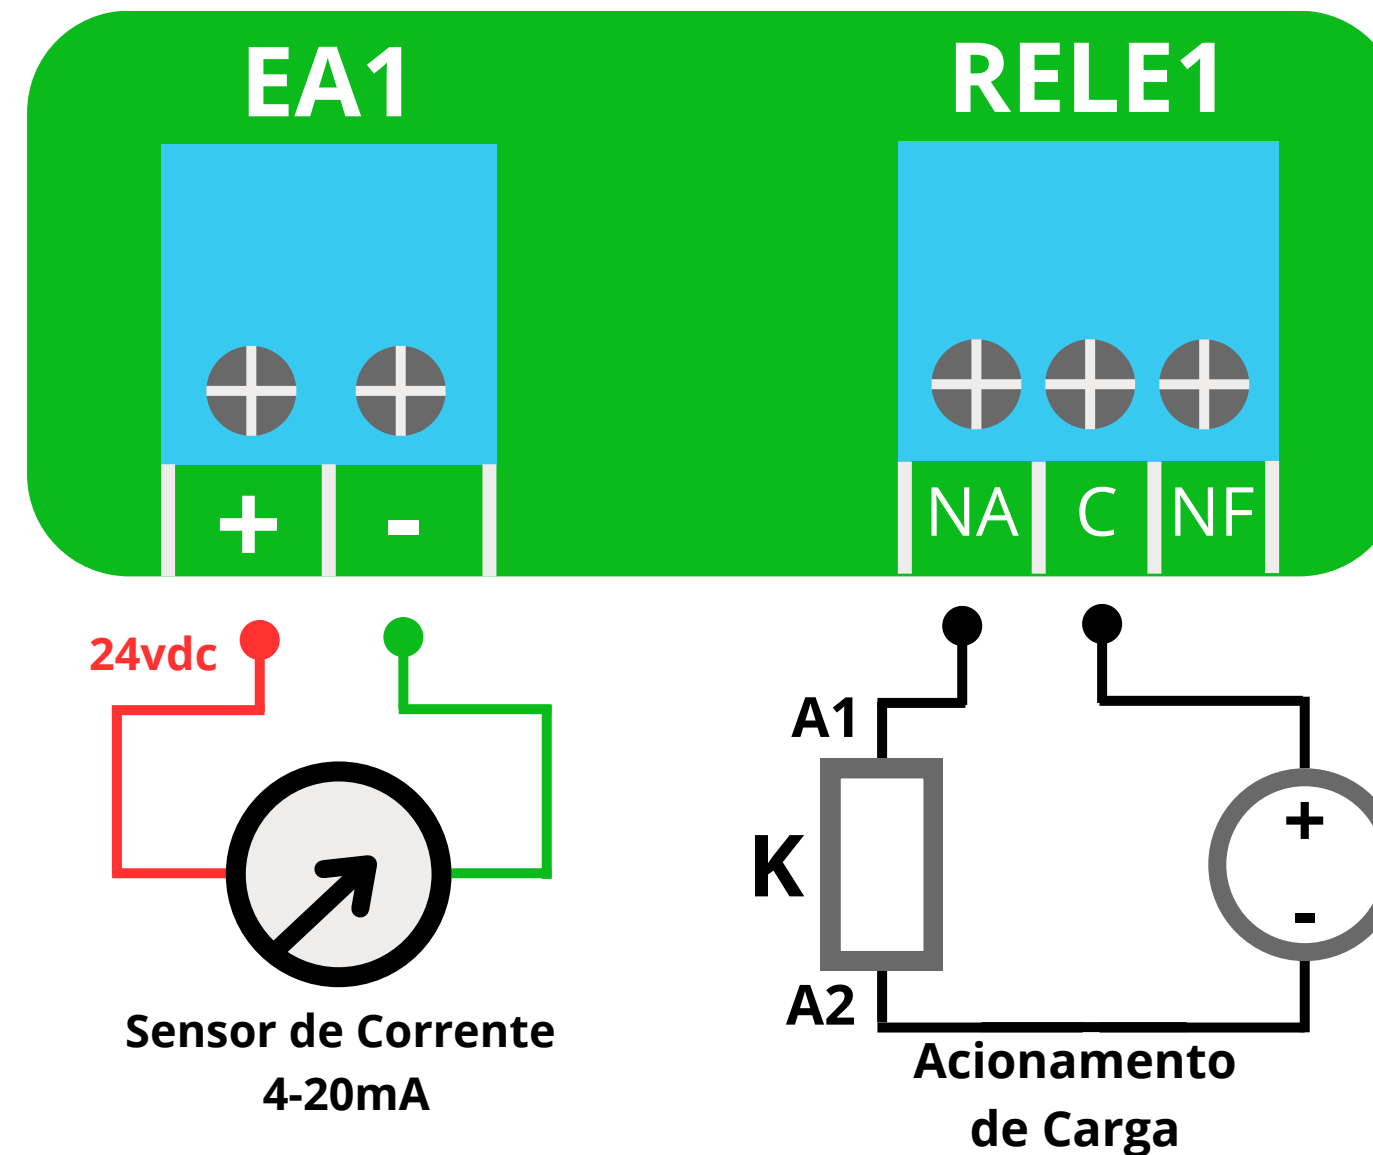 EA1
RELE1
+ -
NA C NF
24vdc
A1
K
+
-
A2
Sensor de Corrente
4-20mA
Acionamento
de Carga